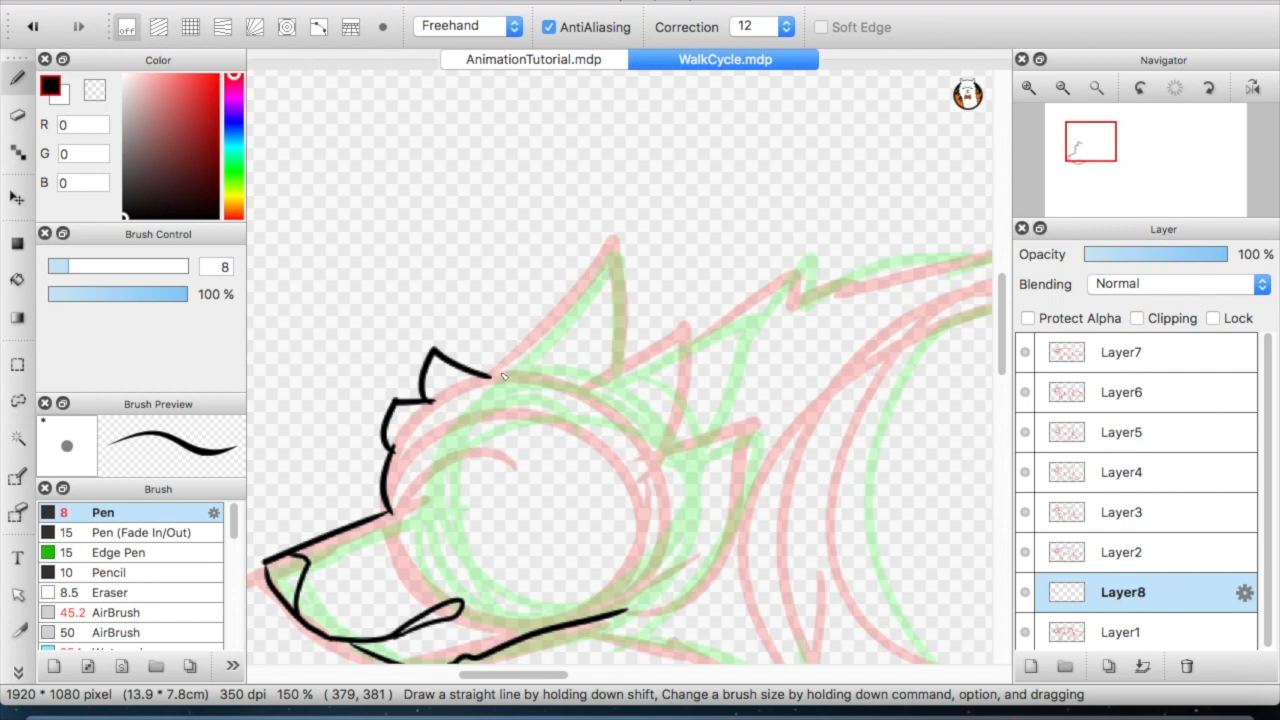 off
Freehand
AntiAliasing
Correction
12
Soft Edge
Color
AnimationTutorial.mdp
WalkCycle.mdp
Navigator
R 0
G 0
B 0
Brush Control
8
100 %
Layer
Opacity 100 %
Blending Normal
Protect Alpha Clipping Lock
Brush Preview
*
Brush
8 Pen
15 Pen (Fade In/Out)
15 Edge Pen
10 Pencil
8.5 Eraser
45.2 AirBrush
50 AirBrush
Layer7
Layer6
Layer5
Layer4
Layer3
Layer2
Layer8
Layer1
T
1920 * 1080 pixel (13.9 * 7.8cm) 350 dpi 150 % ( 379, 381 ) Draw a straight line by holding down shift, Change a brush size by holding down command, option, and dragging